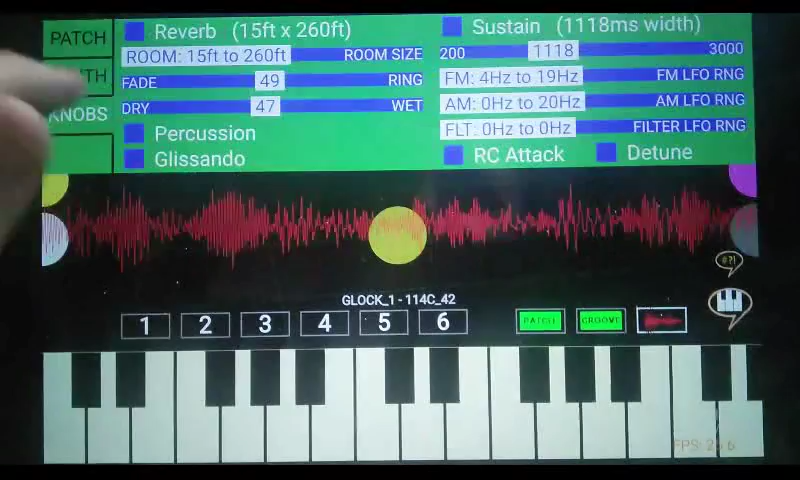 PATCH
TH
KNOBS
Reverb (15ft x 260ft)
ROOM: 15ft to 260ft ROOM SIZE
FADE 49 RING
DRY 47 WET
Percussion
Glissando
Sustain (1118ms width)
200 1118 3000
FM: 4Hz to 19Hz FM LFO RNG
AM: 0Hz to 20Hz AM LFO RNG
FLT: 0Hz to 0Hz FILTER LFO RNG
RC Attack Detune
#?!
GLOCK_1 - 114C_42
1 2 3 4 5 6
PATCH GROOVE